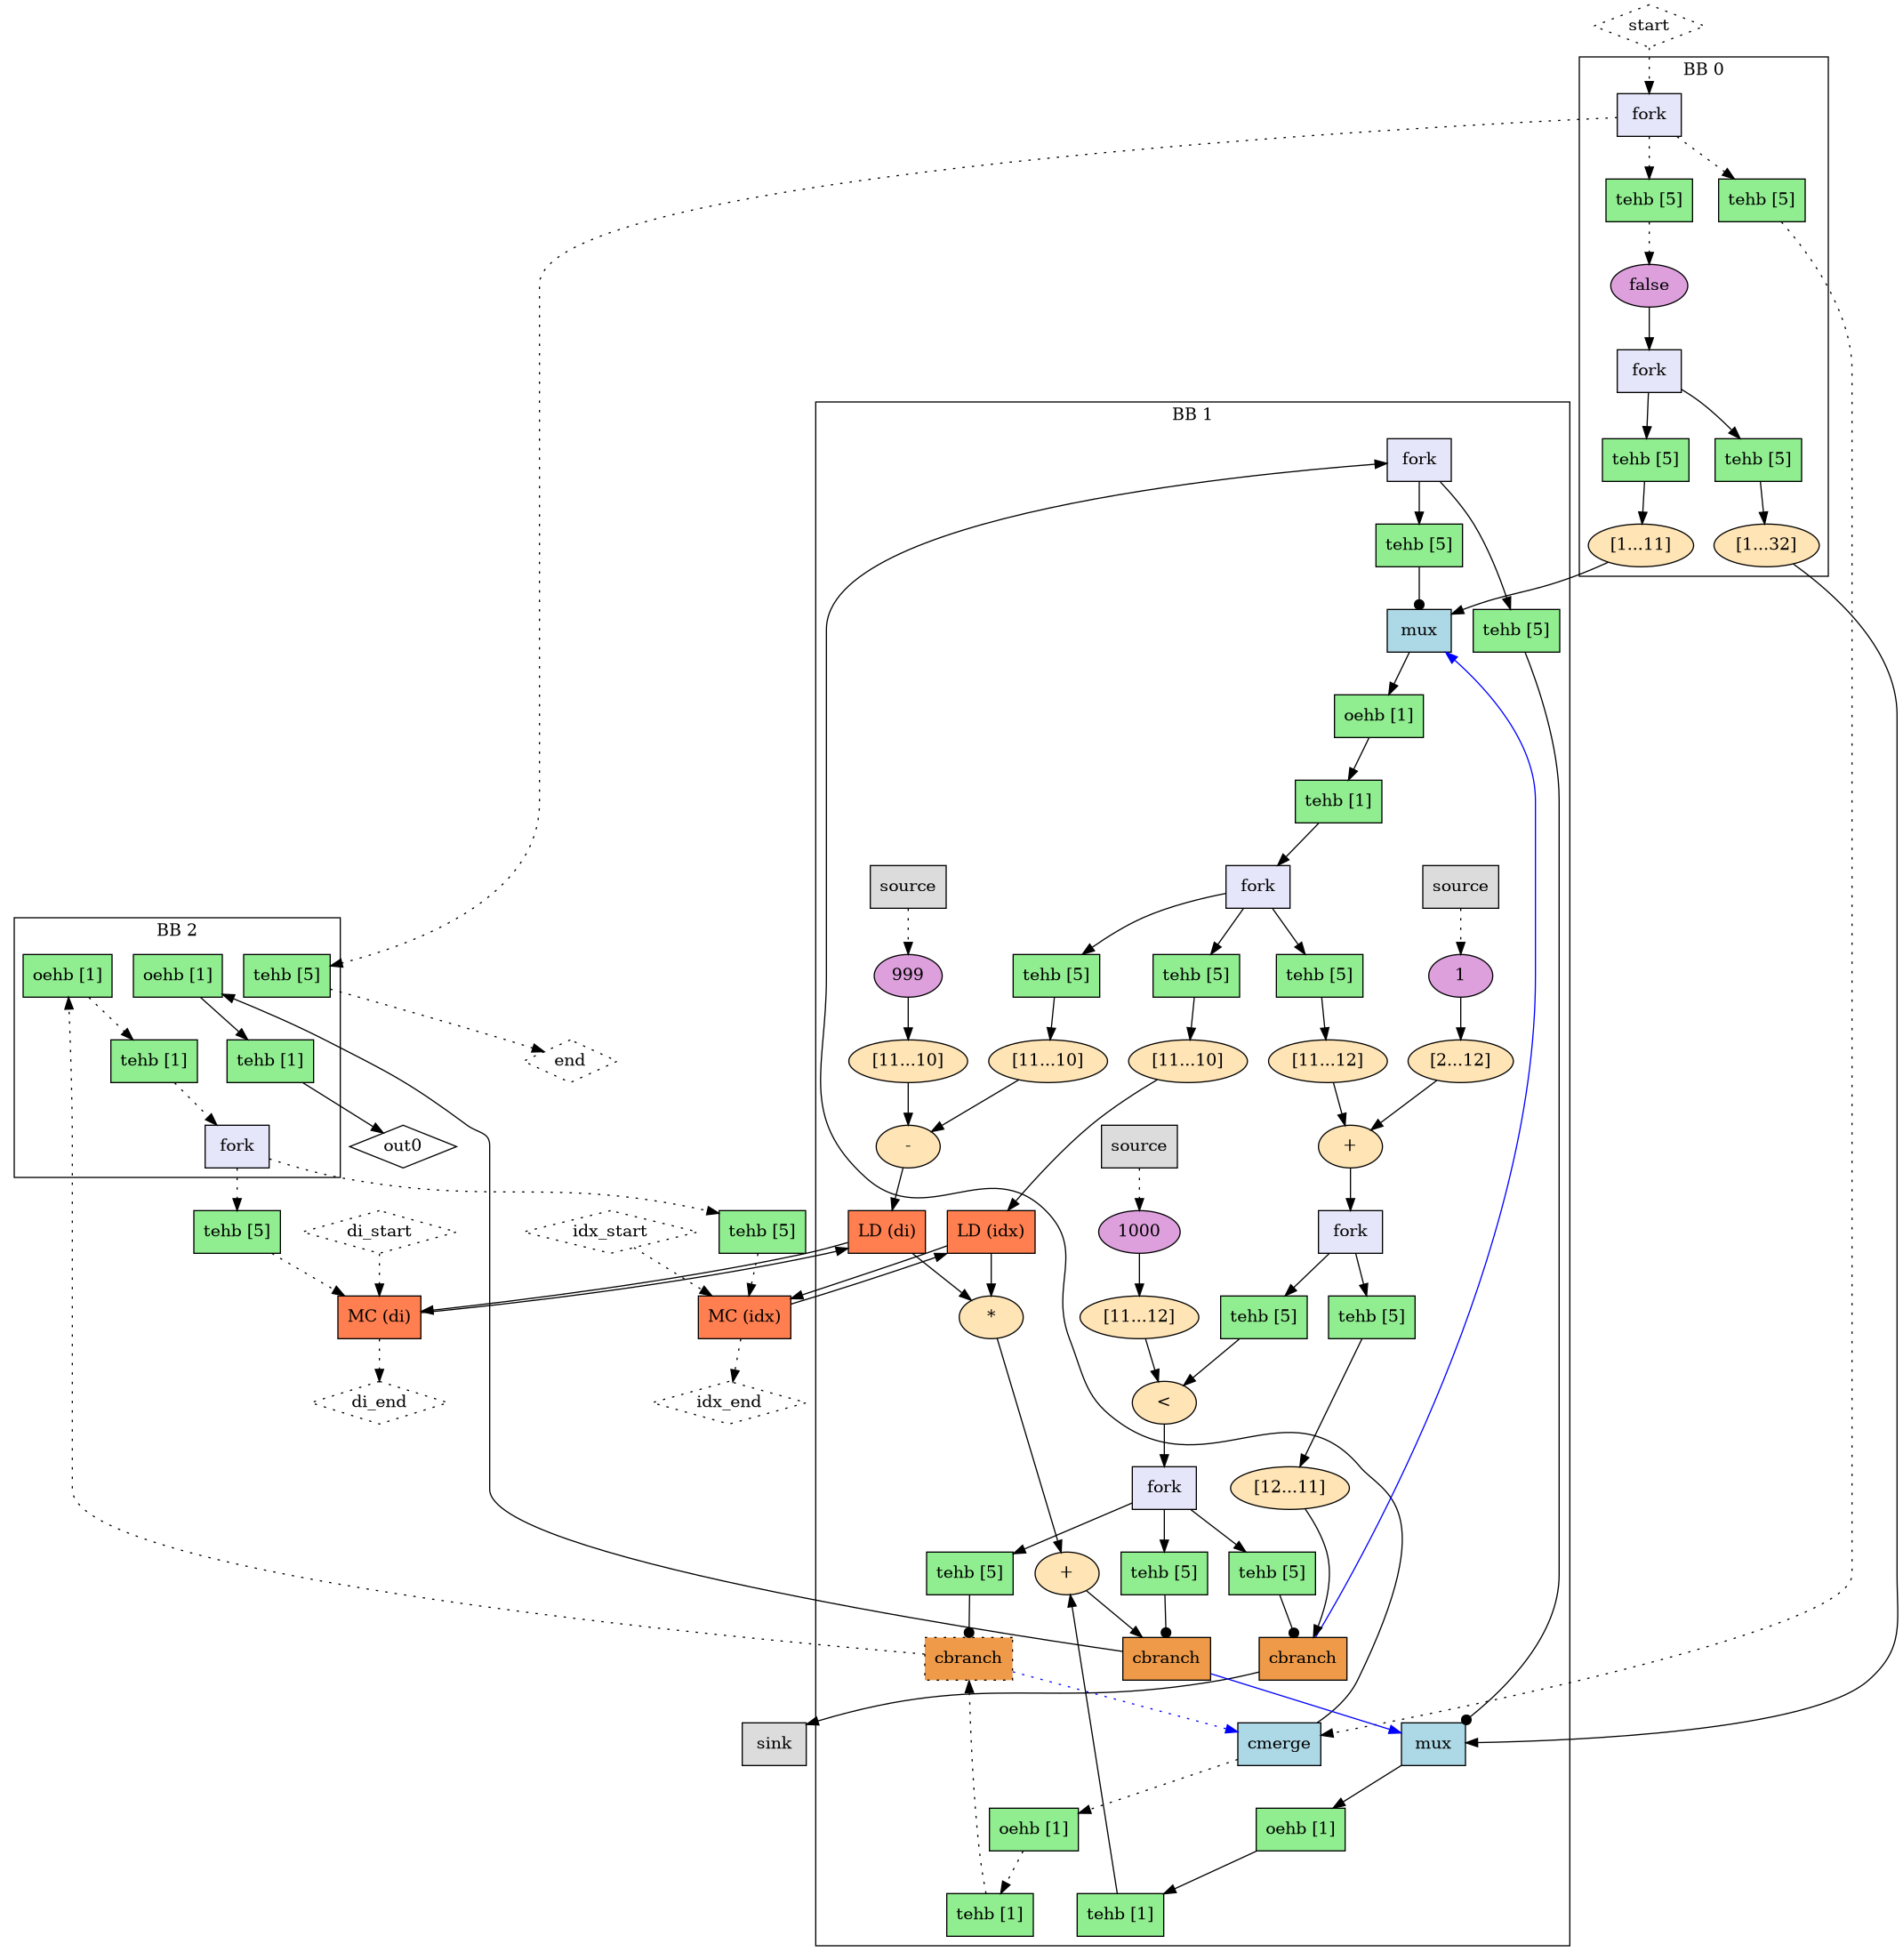 start
BB 0
fork
tehb [5]
tehb [5]
false
fork
BB 1
fork
tehb [5]
tehb [5]
tehb [5]
[1...11]
[1...32]
mux
tehb [5]
oehb [1]
tehb [1]
source
fork
source
BB 2
oehb [1]
oehb [1]
tehb [5]
999
tehb [5]
tehb [5]
tehb [5]
1
tehb [1]
tehb [1]
end
[11...10]
[11...10]
[11...10]
[11...12]
[2...12]
fork
out0
-
source
+
tehb [5]
di_start
idx_start
tehb [5]
LD (di)
LD (idx)
1000
fork
MC (di)
MC (idx)
*
[11...12]
tehb [5]
tehb [5]
di_end
idx_end
<
fork
[12...11]
tehb [5]
+
tehb [5]
tehb [5]
cbranch
cbranch
cbranch
sink
cmerge
mux
oehb [1]
oehb [1]
tehb [1]
tehb [1]